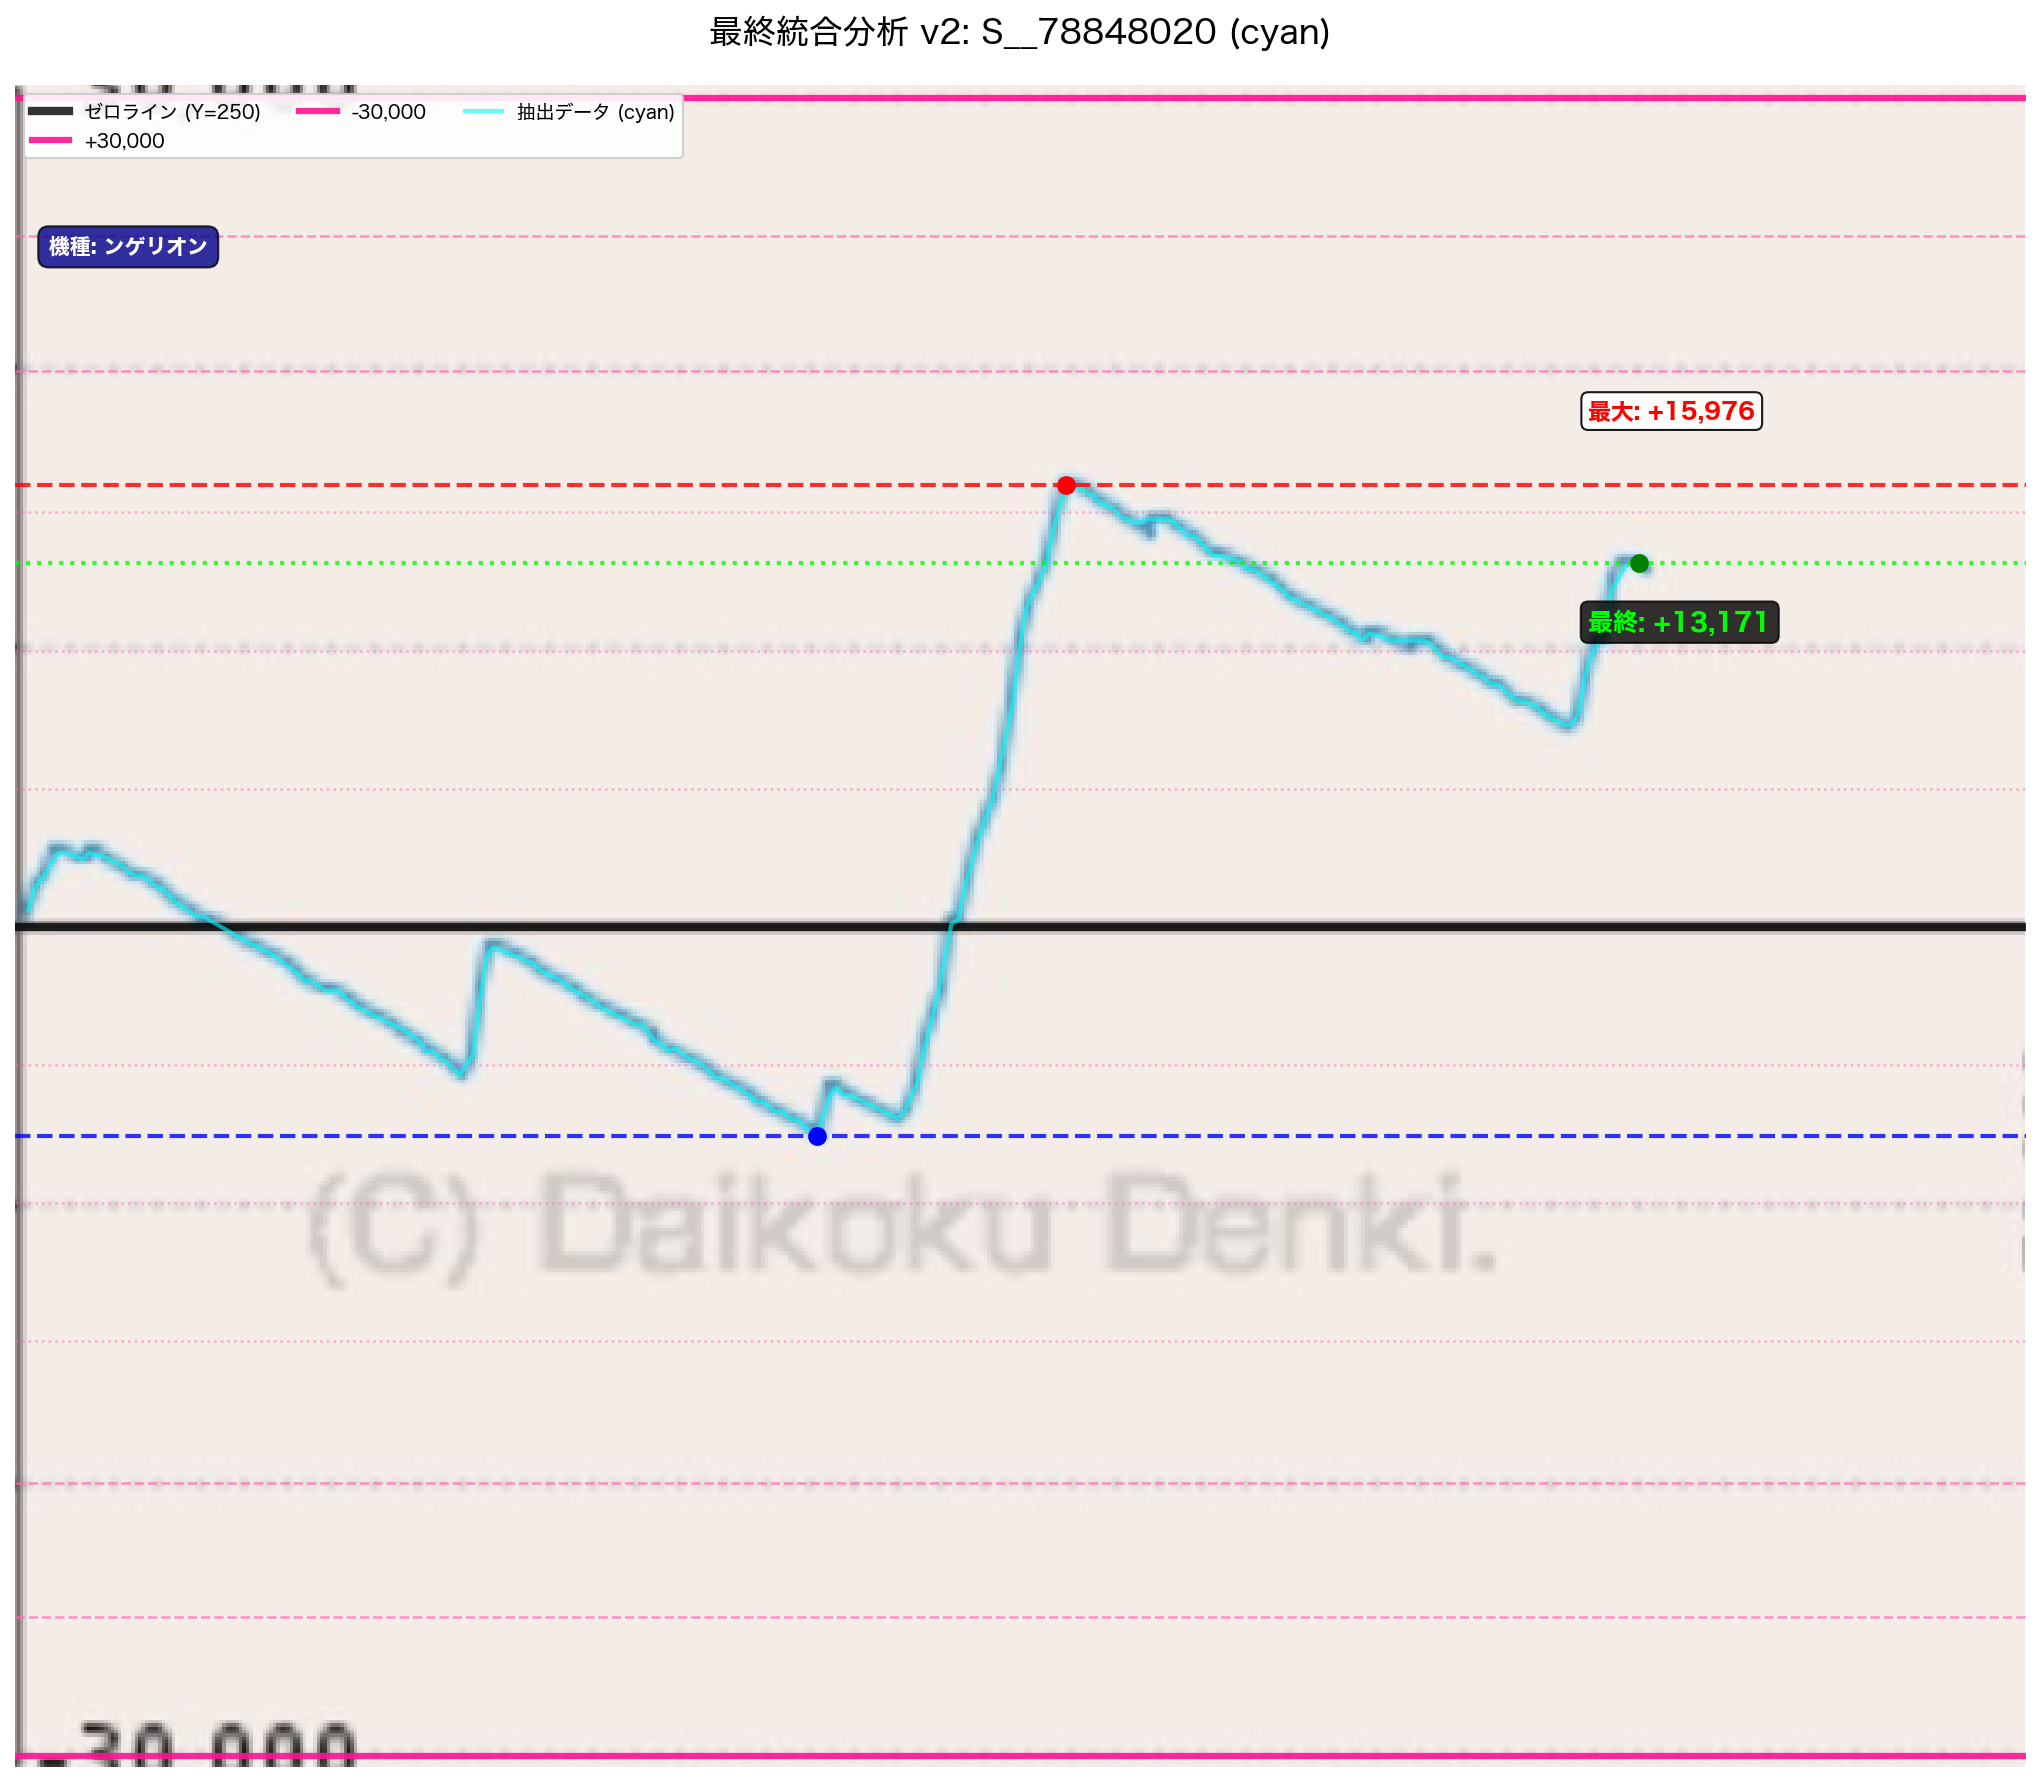 最終統合分析 v2: S__78848020 (cyan)
ゼロライン (Y=250)
-30,000
抽出データ (cyan)
+30,000
機種: ンゲリオン
最大: +15,976
最終: +13,171
(C) Daikoku Denki.
-30,000